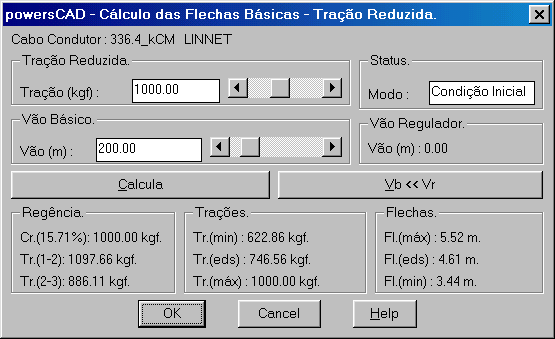 powersCAD - Cálculo das Flechas Básicas - Tração Reduzida.
Cabo Condutor : 336.4_kCM LINNET
Tração Reduzida.
Tração (kgf) : 1000.00
Status.
Modo : Condição Inicial
Vão Básico.
Vão (m) : 200.00
Vão Regulador.
Vão (m) : 0.00
Calcula
Vb << Vr
Regência.
Cr.(15.71%): 1000.00 kgf.
Tr.(1-2): 1097.66 kgf.
Tr.(2-3): 886.11 kgf.
Trações.
Tr.(min) : 622.86 kgf.
Tr.(eds) : 746.56 kgf.
Tr.(máx) : 1000.00 kgf.
Flechas.
Fl.(máx) : 5.52 m.
Fl.(eds) : 4.61 m.
Fl.(min) : 3.44 m.
OK
Cancel
Help